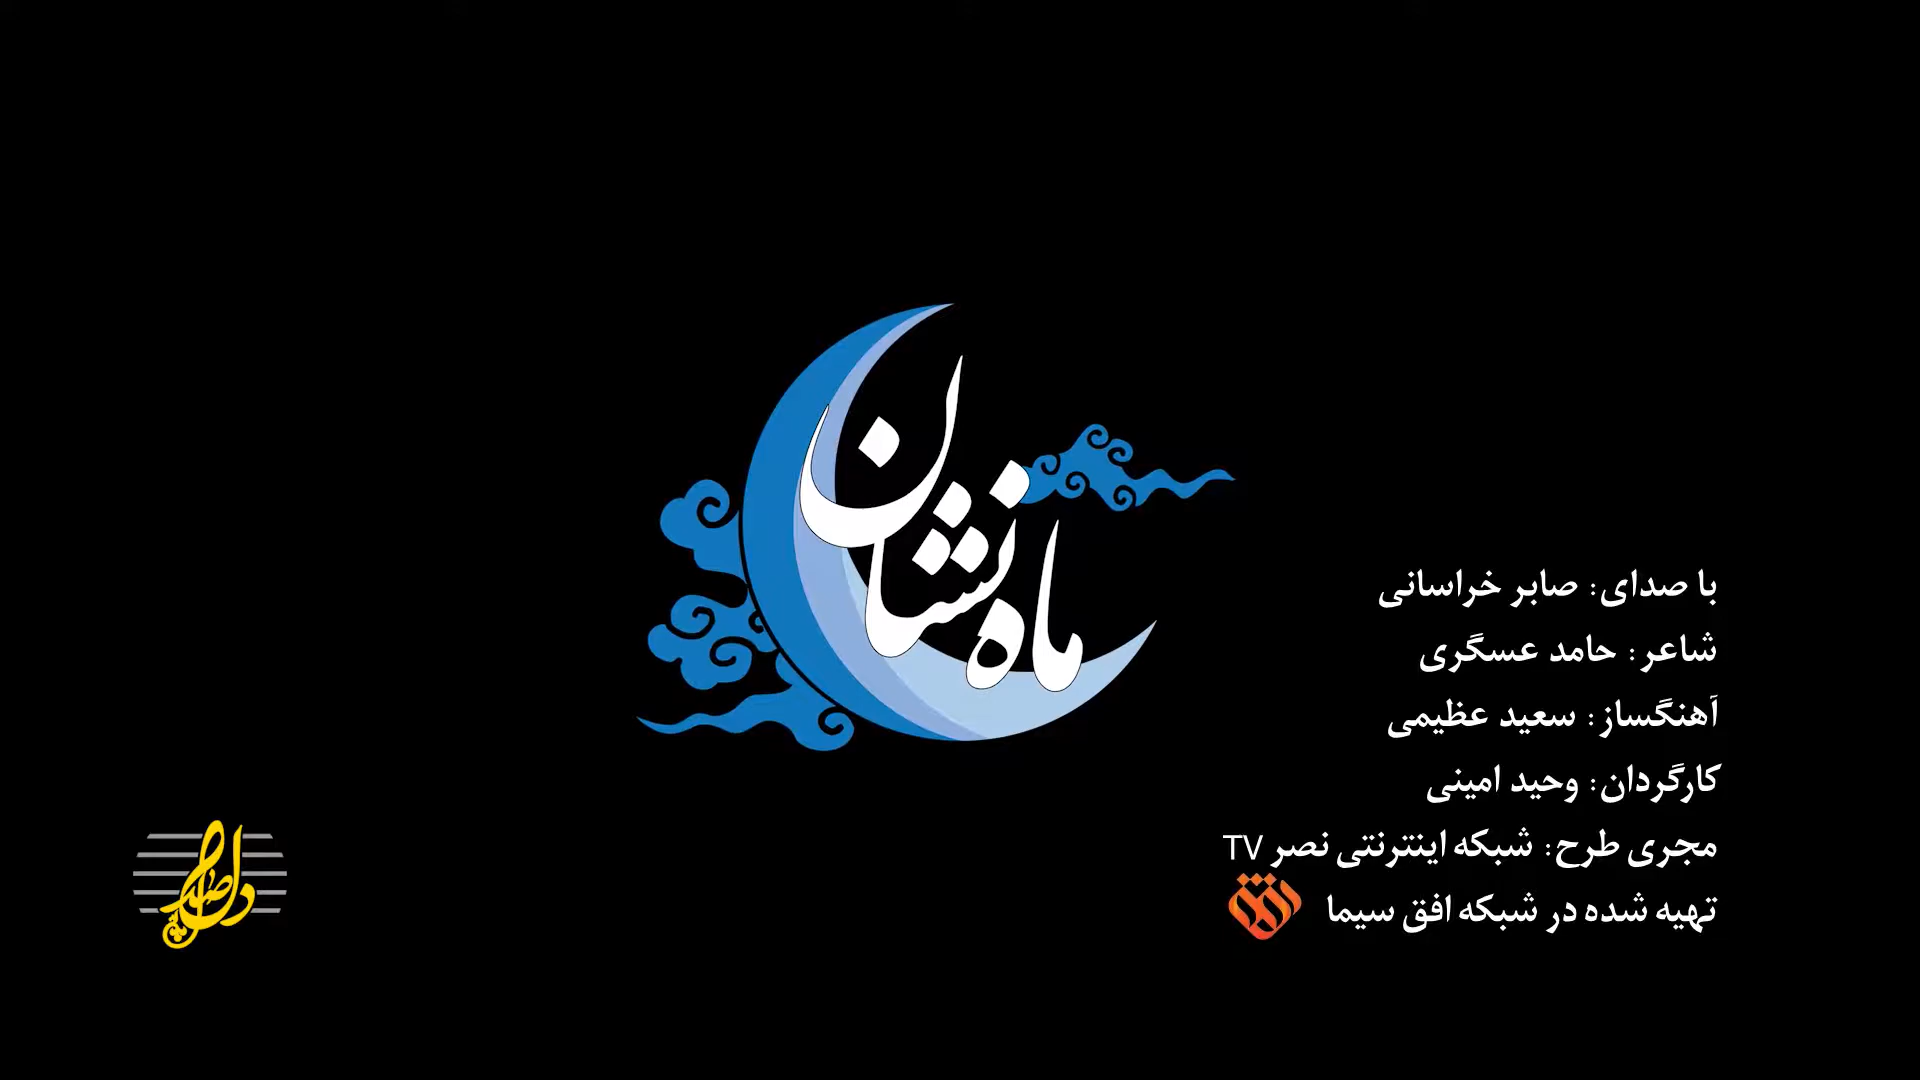 ماه نشان
با صدای: صابر خراسانی
شاعر: حامد عسگری
آهنگساز: سعید عظیمی
کارگردان: وحید امینی
مجری طرح: شبکه اینترنتی نصر TV
تهیه شده در شبکه افق سیما
افق